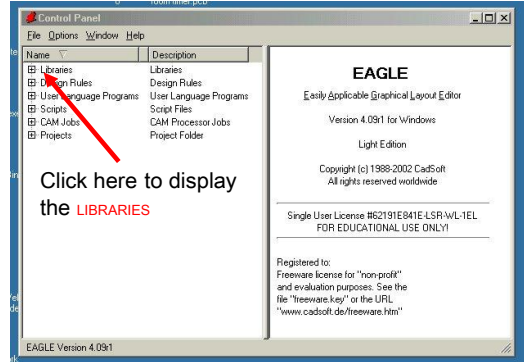 room timer.pcb
Control Panel
File Options Window Help
Name Description
Libraries Libraries
Design Rules Design Rules
User Language Programs User Language Programs
Scripts Script Files
CAM Jobs CAM Processor Jobs
Projects Project Folder
Click here to display
the LIBRARIES
EAGLE
Easily Applicable Graphical Layout Editor
Version 4.09r1 for Windows
Light Edition
Copyright (c) 1988-2002 CadSoft
All rights reserved worldwide
Single User License #62191E841E-LSR-WL-1EL
FOR EDUCATIONAL USE ONLY!
Registered to:
Freeware license for "non-profit"
and evaluation purposes. See the
file "freeware.key" or the URL
"www.cadsoft.de/freeware.htm"
EAGLE Version 4.09r1